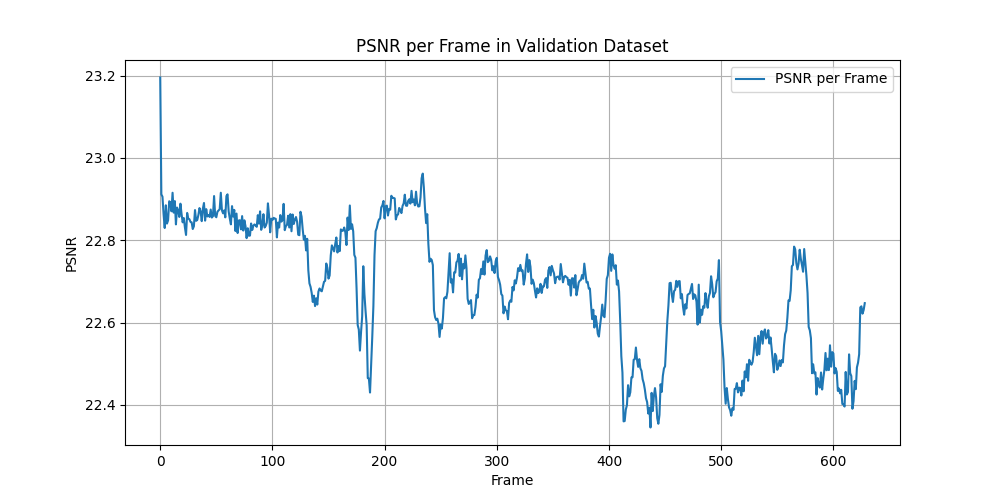 PSNR per Frame in Validation Dataset
PSNR per Frame
PSNR
23.2
23.0
22.8
22.6
22.4
0 100 200 300 400 500 600
Frame